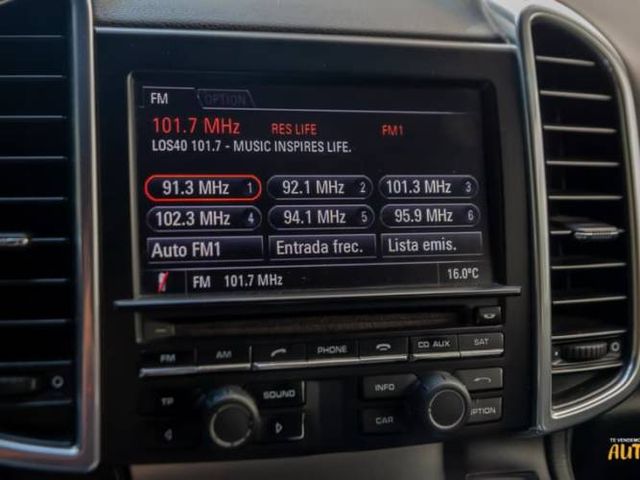 FM OPTION
101.7 MHz RES LIFE FM1
LOS40 101.7 - MUSIC INSPIRES LIFE.
91.3 MHz 1 92.1 MHz 2 101.3 MHz 3
102.3 MHz 4 94.1 MHz 5 95.9 MHz 6
Auto FM1 Entrada frec. Lista emis.
FM 101.7 MHz 16.0°C
FM AM PHONE CD AUX SAT
TP SOUND INFO
CAR OPTION
TE VENDEMOS
AUTO